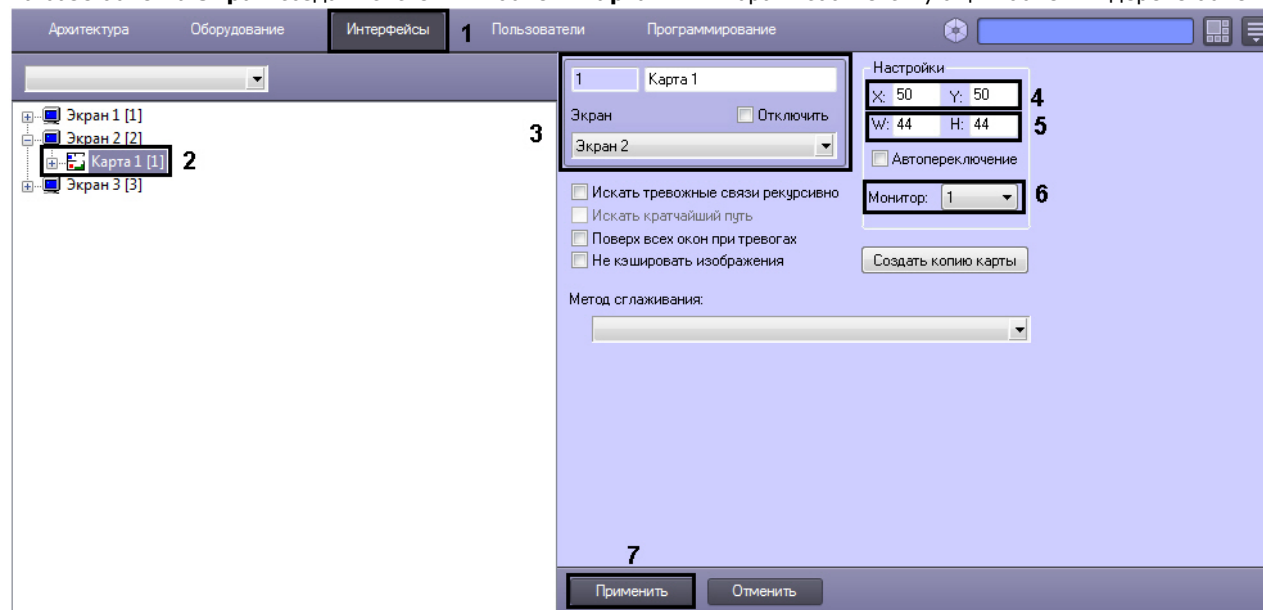 Архитектура Оборудование Интерфейсы 1 Пользователи Программирование
Экран 1 [1]
Экран 2 [2]
Карта 1 [1] 2
Экран 3 [3]
3
1 Карта 1
Экран Отключить
Экран 2
Настройки
X: 50 Y: 50 4
W: 44 H: 44 5
Автопереключение
Монитор: 1 6
Искать тревожные связи рекурсивно
Искать кратчайший путь
Поверх всех окон при тревогах
Не кэшировать изображения
Создать копию карты
Метод сглаживания:
7
Применить Отменить